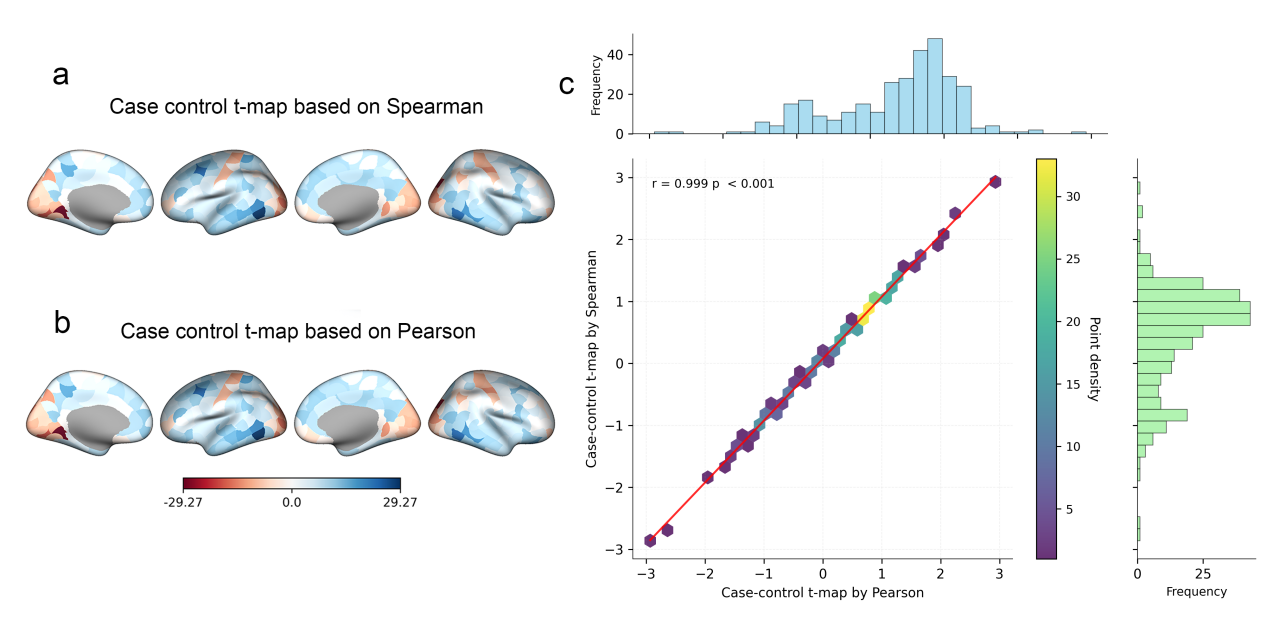 a
Case control t-map based on Spearman
b
Case control t-map based on Pearson
-29.27 0.0 29.27
c
Frequency
40
20
0
r = 0.999 p < 0.001
Case-control t-map by Spearman
3
2
1
0
−1
−2
−3
−3 −2 −1 0 1 2 3
Case-control t-map by Pearson
30
25
20
15
10
5
Point density
0 25
Frequency